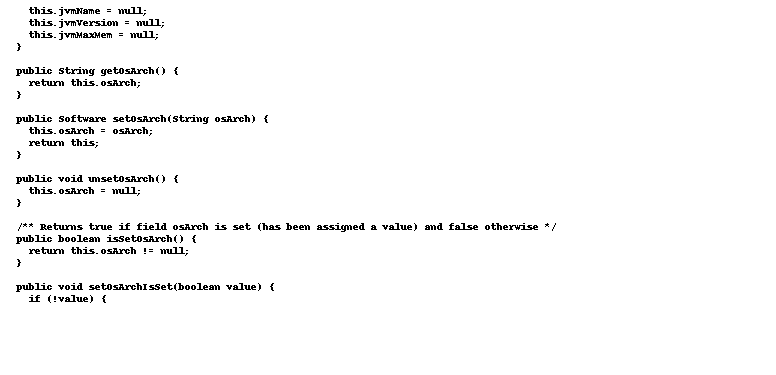 this.jvmName = null;
this.jvmVersion = null;
this.jvmMaxMem = null;
}
public String getOsArch() {
return this.osArch;
}
public Software setOsArch(String osArch) {
this.osArch = osArch;
return this;
}
public void unsetOsArch() {
this.osArch = null;
}
/** Returns true if field osArch is set (has been assigned a value) and false otherwise */
public boolean isSetOsArch() {
return this.osArch != null;
}
public void setOsArchIsSet(boolean value) {
if (!value) {